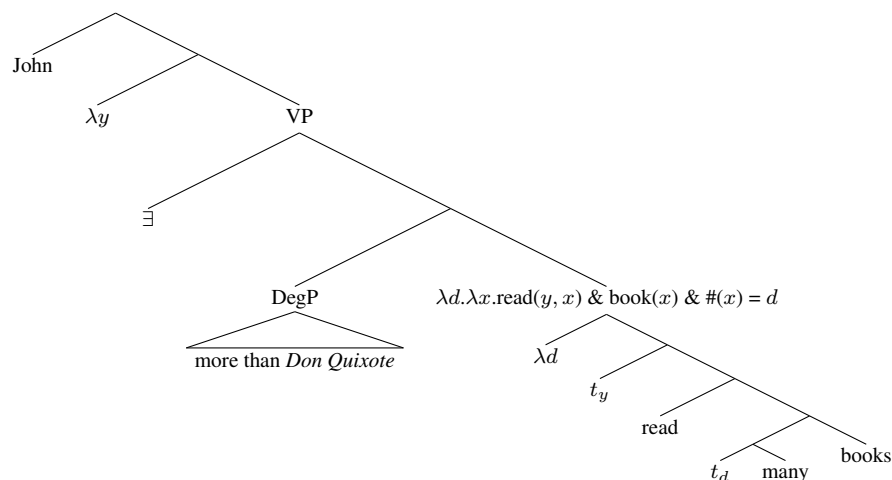 John
λy
VP
∃
DegP
λd.λx.read(y, x) & book(x) & #(x) = d
more than Don Quixote
λd
t_y
read
books
t_d many